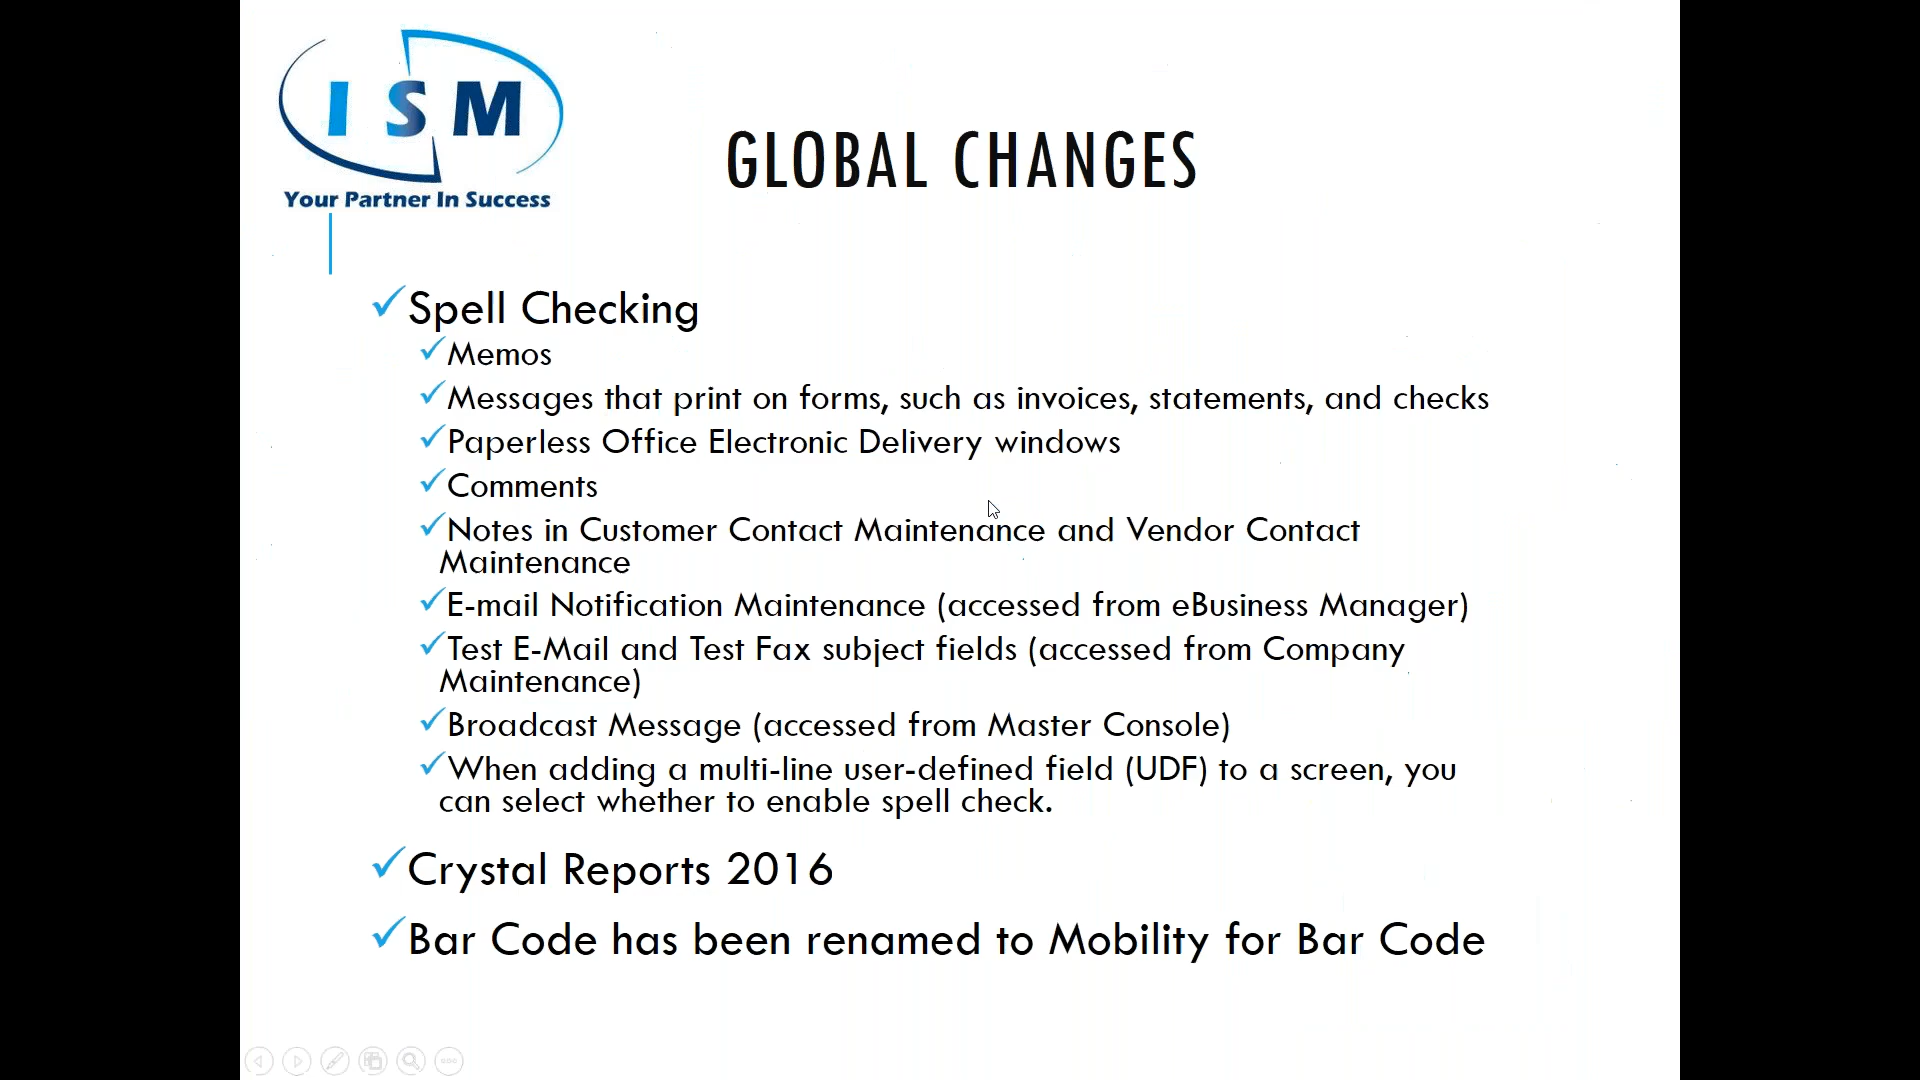 I S M
Your Partner In Success
GLOBAL CHANGES
Spell Checking
Memos
Messages that print on forms, such as invoices, statements, and checks
Paperless Office Electronic Delivery windows
Comments
Notes in Customer Contact Maintenance and Vendor Contact
Maintenance
E-mail Notification Maintenance (accessed from eBusiness Manager)
Test E-Mail and Test Fax subject fields (accessed from Company
Maintenance)
Broadcast Message (accessed from Master Console)
When adding a multi-line user-defined field (UDF) to a screen, you
can select whether to enable spell check.
Crystal Reports 2016
Bar Code has been renamed to Mobility for Bar Code